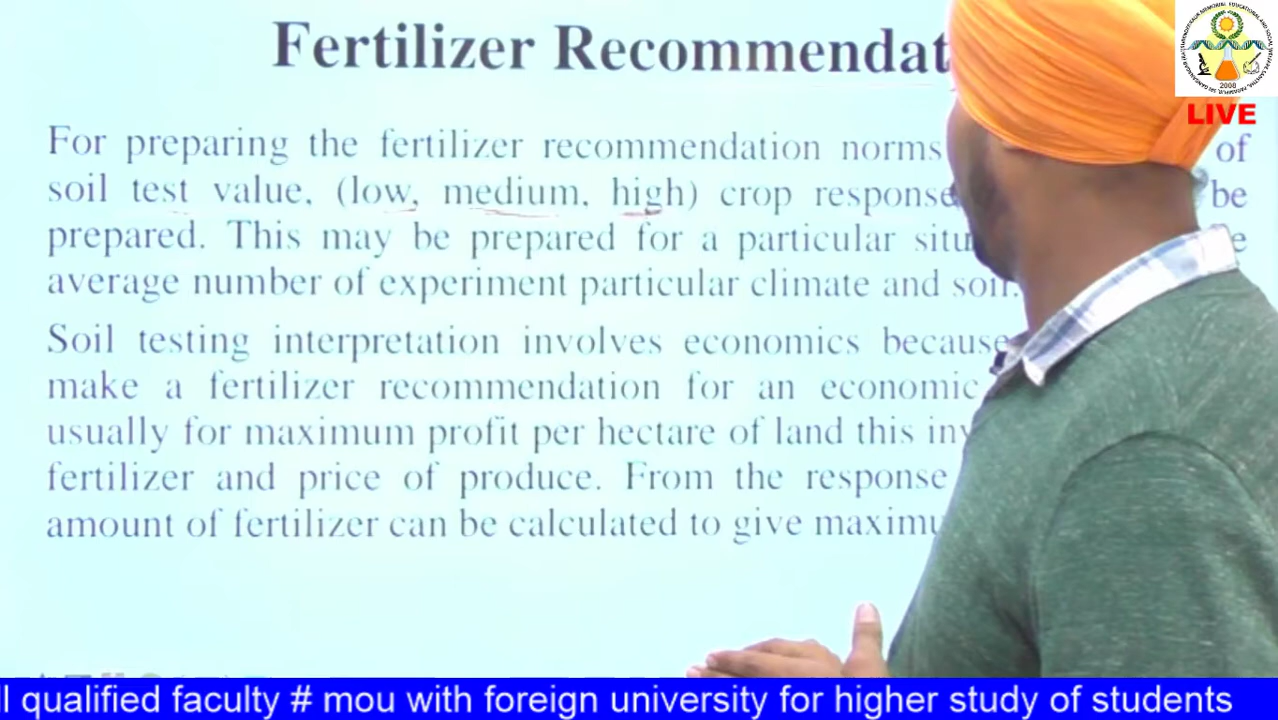 Fertilizer Recommendat
For preparing the fertilizer recommendation norms of
soil test value, (low, medium, high) crop response be
prepared. This may be prepared for a particular situ e
average number of experiment particular climate and soil.
Soil testing interpretation involves economics because
make a fertilizer recommendation for an economic
usually for maximum profit per hectare of land this inv
fertilizer and price of produce. From the response
amount of fertilizer can be calculated to give maximu
2008
LIVE
ll qualified faculty # mou with foreign university for higher study of students